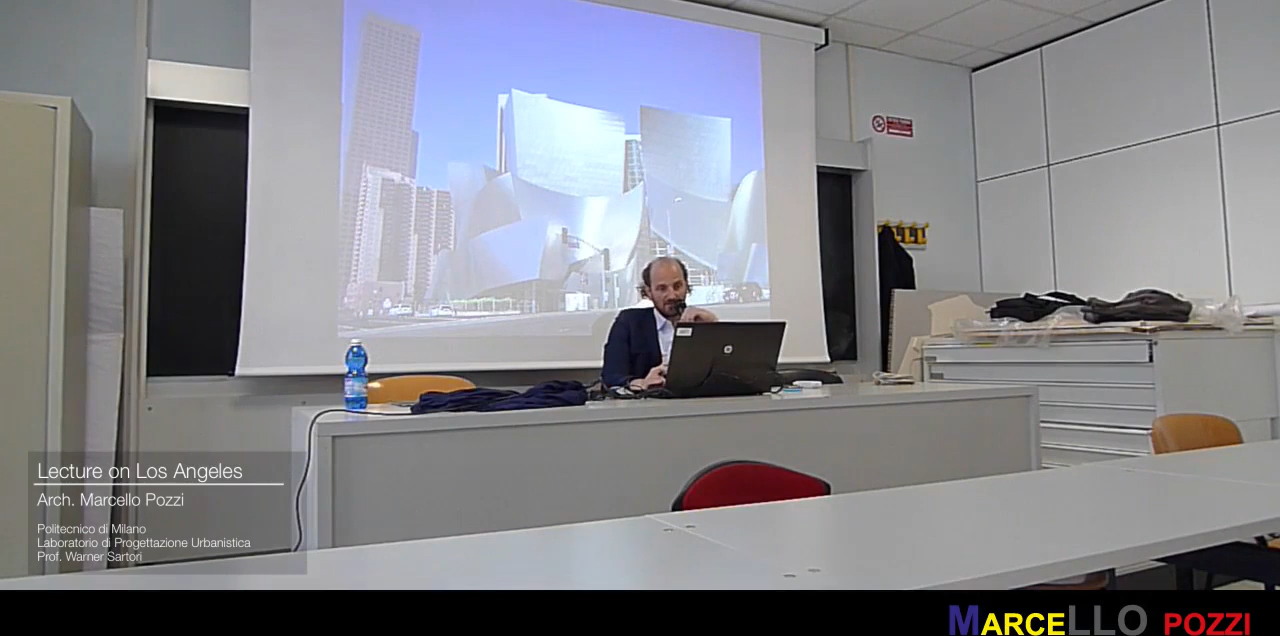 Lecture on Los Angeles
Arch. Marcello Pozzi
Politecnico di Milano
Laboratorio di Progettazione Urbanistica
Prof. Warner Sartori
MARCELLO POZZI